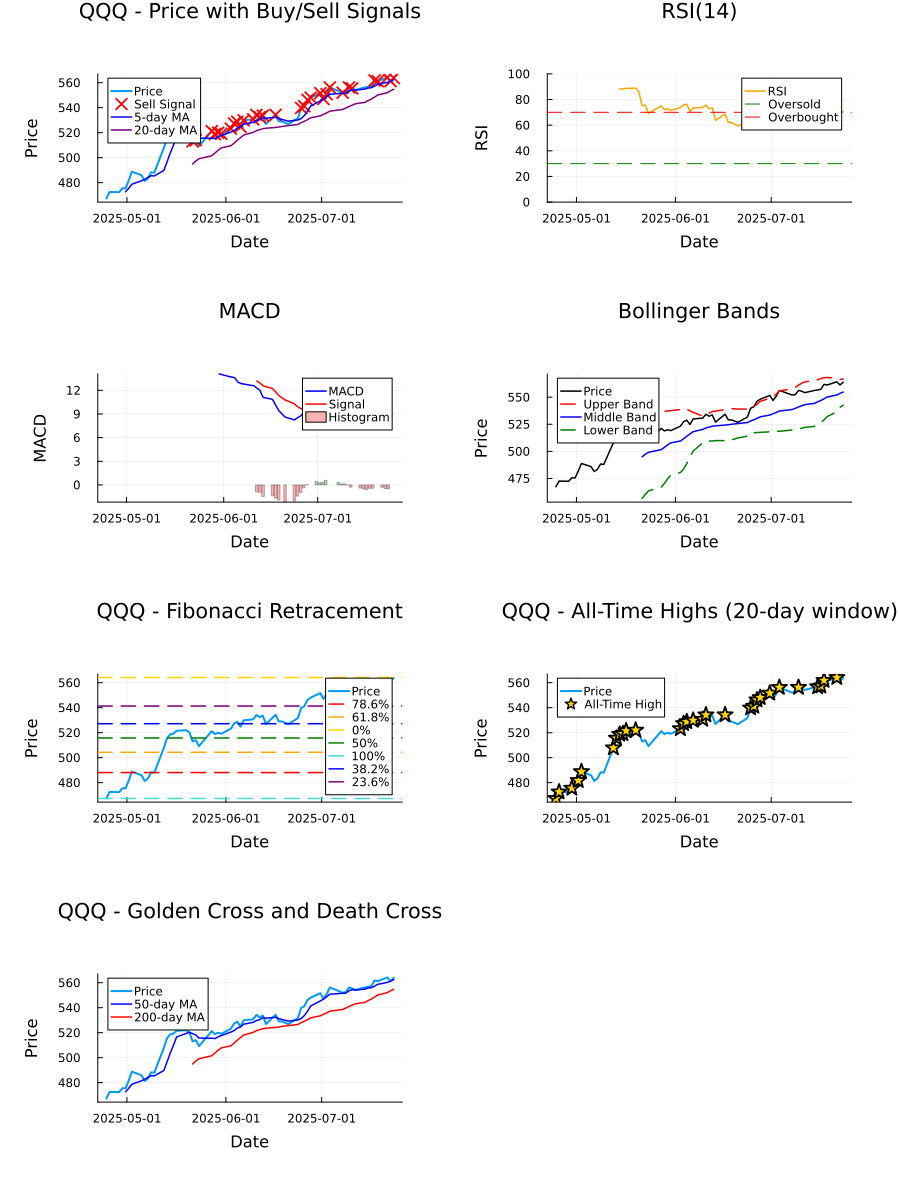 QQQ - Price with Buy/Sell Signals
560
540
520
500
480
Price
Sell Signal
5-day MA
20-day MA
2025-05-01 2025-06-01 2025-07-01
Date
Price
RSI(14)
100
80
60
40
20
0
RSI
Oversold
Overbought
2025-05-01 2025-06-01 2025-07-01
Date
RSI
MACD
12
9
6
3
0
MACD
Signal
Histogram
2025-05-01 2025-06-01 2025-07-01
Date
MACD
Bollinger Bands
550
525
500
475
Price
Upper Band
Middle Band
Lower Band
2025-05-01 2025-06-01 2025-07-01
Date
Price
QQQ - Fibonacci Retracement
560
540
520
500
480
Price
78.6%
61.8%
0%
50%
100%
38.2%
23.6%
2025-05-01 2025-06-01 2025-07-01
Date
Price
QQQ - All-Time Highs (20-day window)
560
540
520
500
480
Price
All-Time High
2025-05-01 2025-06-01 2025-07-01
Date
Price
QQQ - Golden Cross and Death Cross
560
540
520
500
480
Price
50-day MA
200-day MA
2025-05-01 2025-06-01 2025-07-01
Date
Price